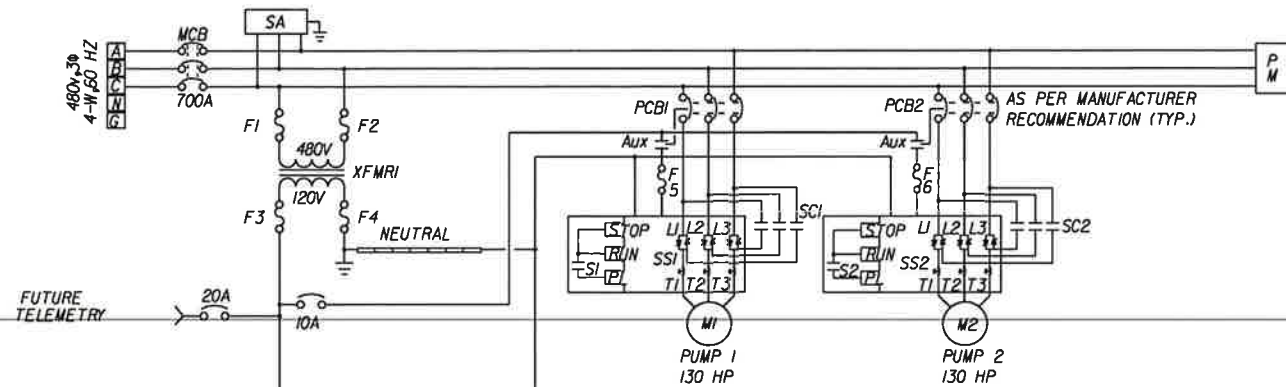 SA
MCB
480v,3Φ
4-W,60 HZ
A
B
C
N
G
700A
P
M
PCB1
PCB2
AS PER MANUFACTURER
RECOMMENDATION (TYP.)
F1
F2
Aux
Aux
480V
XFMR1
120V
F
5
F
6
F3
F4
NEUTRAL
STOP
RUN
P
S1
L1 L2 L3
SS1
T1 T2 T3
SC1
STOP
RUN
P
S2
L1 L2 L3
SS2
T1 T2 T3
SC2
FUTURE
TELEMETRY
20A
10A
M1
M2
PUMP 1
130 HP
PUMP 2
130 HP